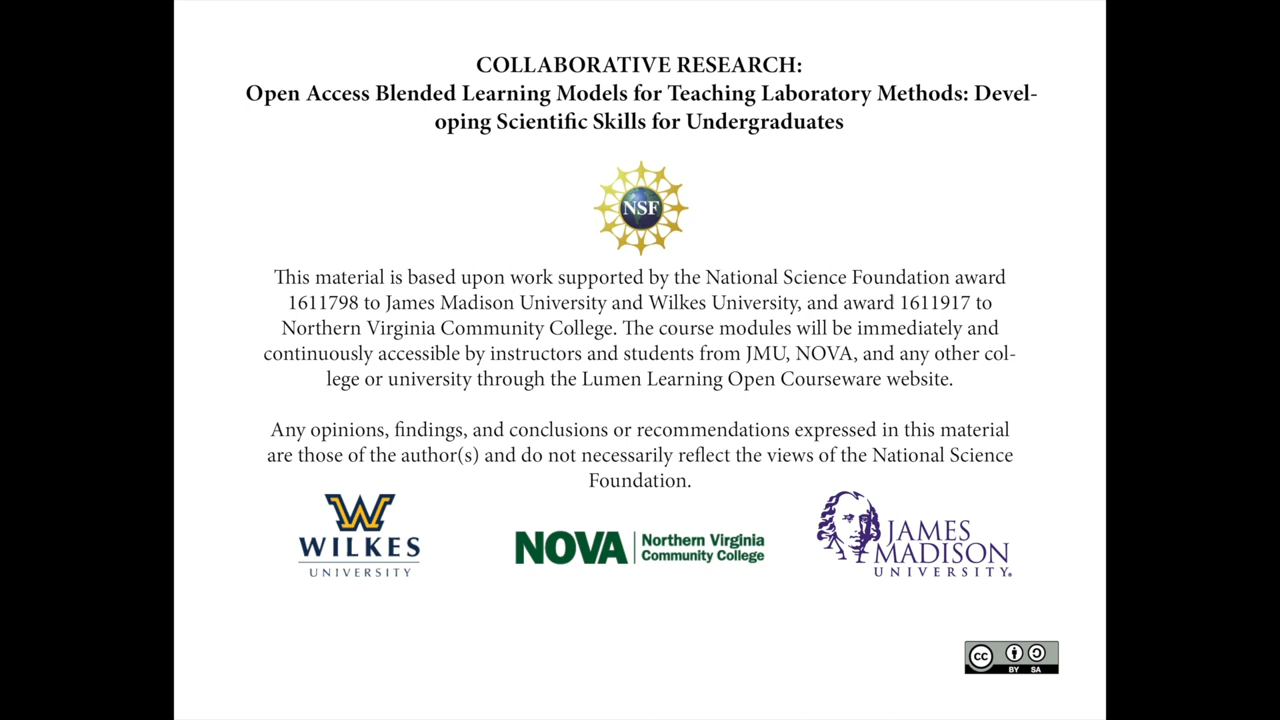 COLLABORATIVE RESEARCH:
Open Access Blended Learning Models for Teaching Laboratory Methods: Devel-
oping Scientific Skills for Undergraduates
NSF
This material is based upon work supported by the National Science Foundation award
1611798 to James Madison University and Wilkes University, and award 1611917 to
Northern Virginia Community College. The course modules will be immediately and
continuously accessible by instructors and students from JMU, NOVA, and any other col-
lege or university through the Lumen Learning Open Courseware website.
Any opinions, findings, and conclusions or recommendations expressed in this material
are those of the author(s) and do not necessarily reflect the views of the National Science
Foundation.
W
WILKES
UNIVERSITY
NOVA
Northern Virginia
Community College
JAMES
MADISON
UNIVERSITY.
cc
BY SA